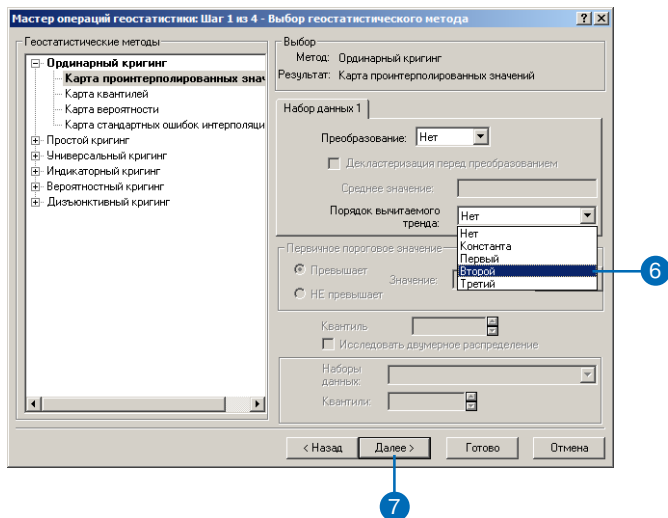 Мастер операций геостатистики: Шаг 1 из 4 - Выбор геостатистического метода
Геостатистические методы
Ординарный кригинг
Карта проинтерполированных знач
Карта квантилей
Карта вероятности
Карта стандартных ошибок интерполяци
Простой кригинг
Универсальный кригинг
Индикаторный кригинг
Вероятностный кригинг
Дизъюнктивный кригинг
Выбор
Метод: Ординарный кригинг
Результат: Карта проинтерполированных значений
Набор данных 1
Преобразование: Нет
Декластеризация перед преобразованием
Среднее значение:
Порядок вычитаемого тренда: Нет
Нет
Константа
Первый
Второй
Третий
6
Первичное пороговое значение
Превышает
Значение:
НЕ превышает
Квантиль
Исследовать двумерное распределение
Наборы данных:
Квантили:
< Назад
Далее >
Готово
Отмена
7